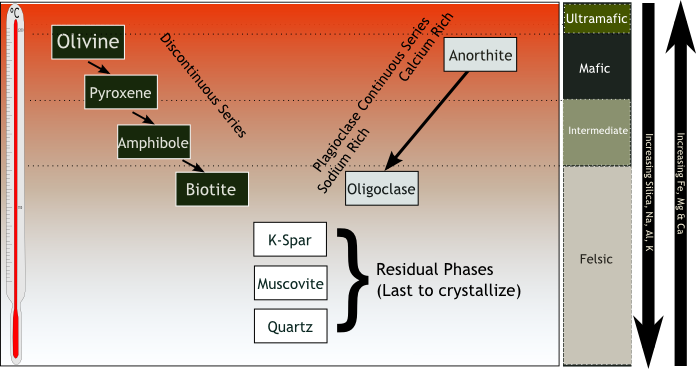 °C
Olivine
Pyroxene
Amphibole
Biotite
Discontinuous Series
Plagioclase Continuous Series
Calcium Rich
Sodium Rich
Anorthite
Oligoclase
K-Spar
Muscovite
Quartz
Residual Phases
(Last to crystallize)
Ultramafic
Mafic
Intermediate
Felsic
Increasing Silica, Na, Al, K
Increasing Fe, Mg & Ca